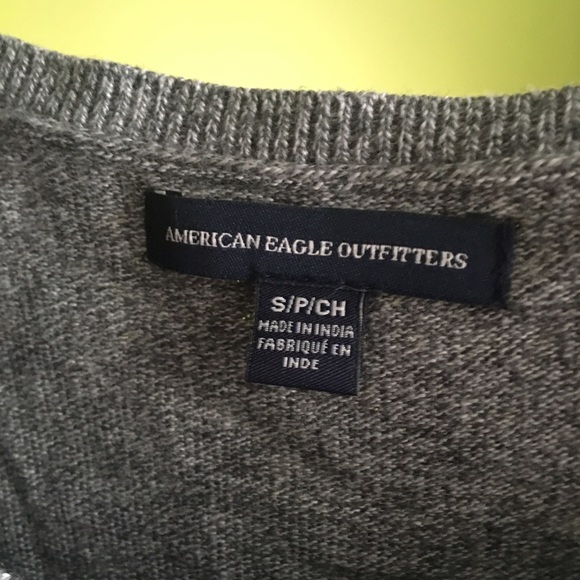 AMERICAN EAGLE OUTFITTERS
S/P/CH
MADE IN INDIA
FABRIQUÉ EN
INDE